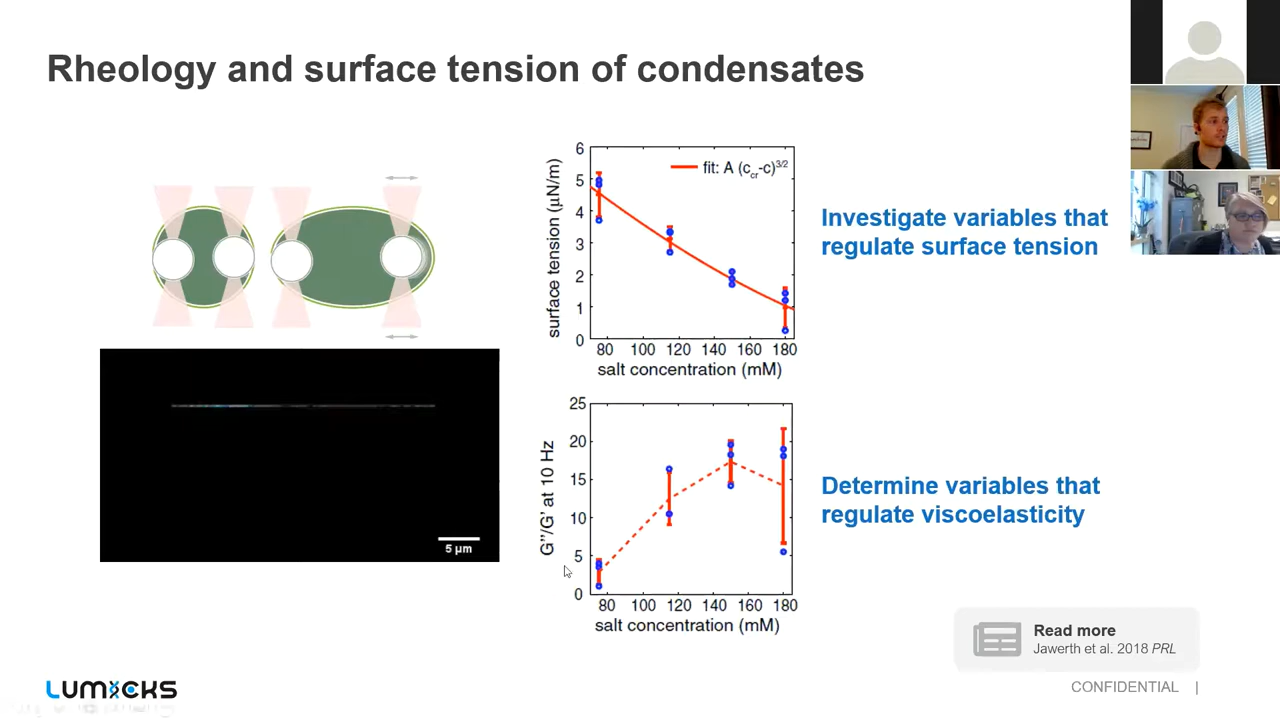 Rheology and surface tension of condensates
6
5
4
3
2
1
0
surface tension (μN/m)
fit: A (c_cr-c)^3/2
80 100 120 140 160 180
salt concentration (mM)
Investigate variables that
regulate surface tension
5 μm
25
20
15
10
5
0
G''/G' at 10 Hz
80 100 120 140 160 180
salt concentration (mM)
Determine variables that
regulate viscoelasticity
Read more
Jawerth et al. 2018 PRL
LUMICKS
CONFIDENTIAL |